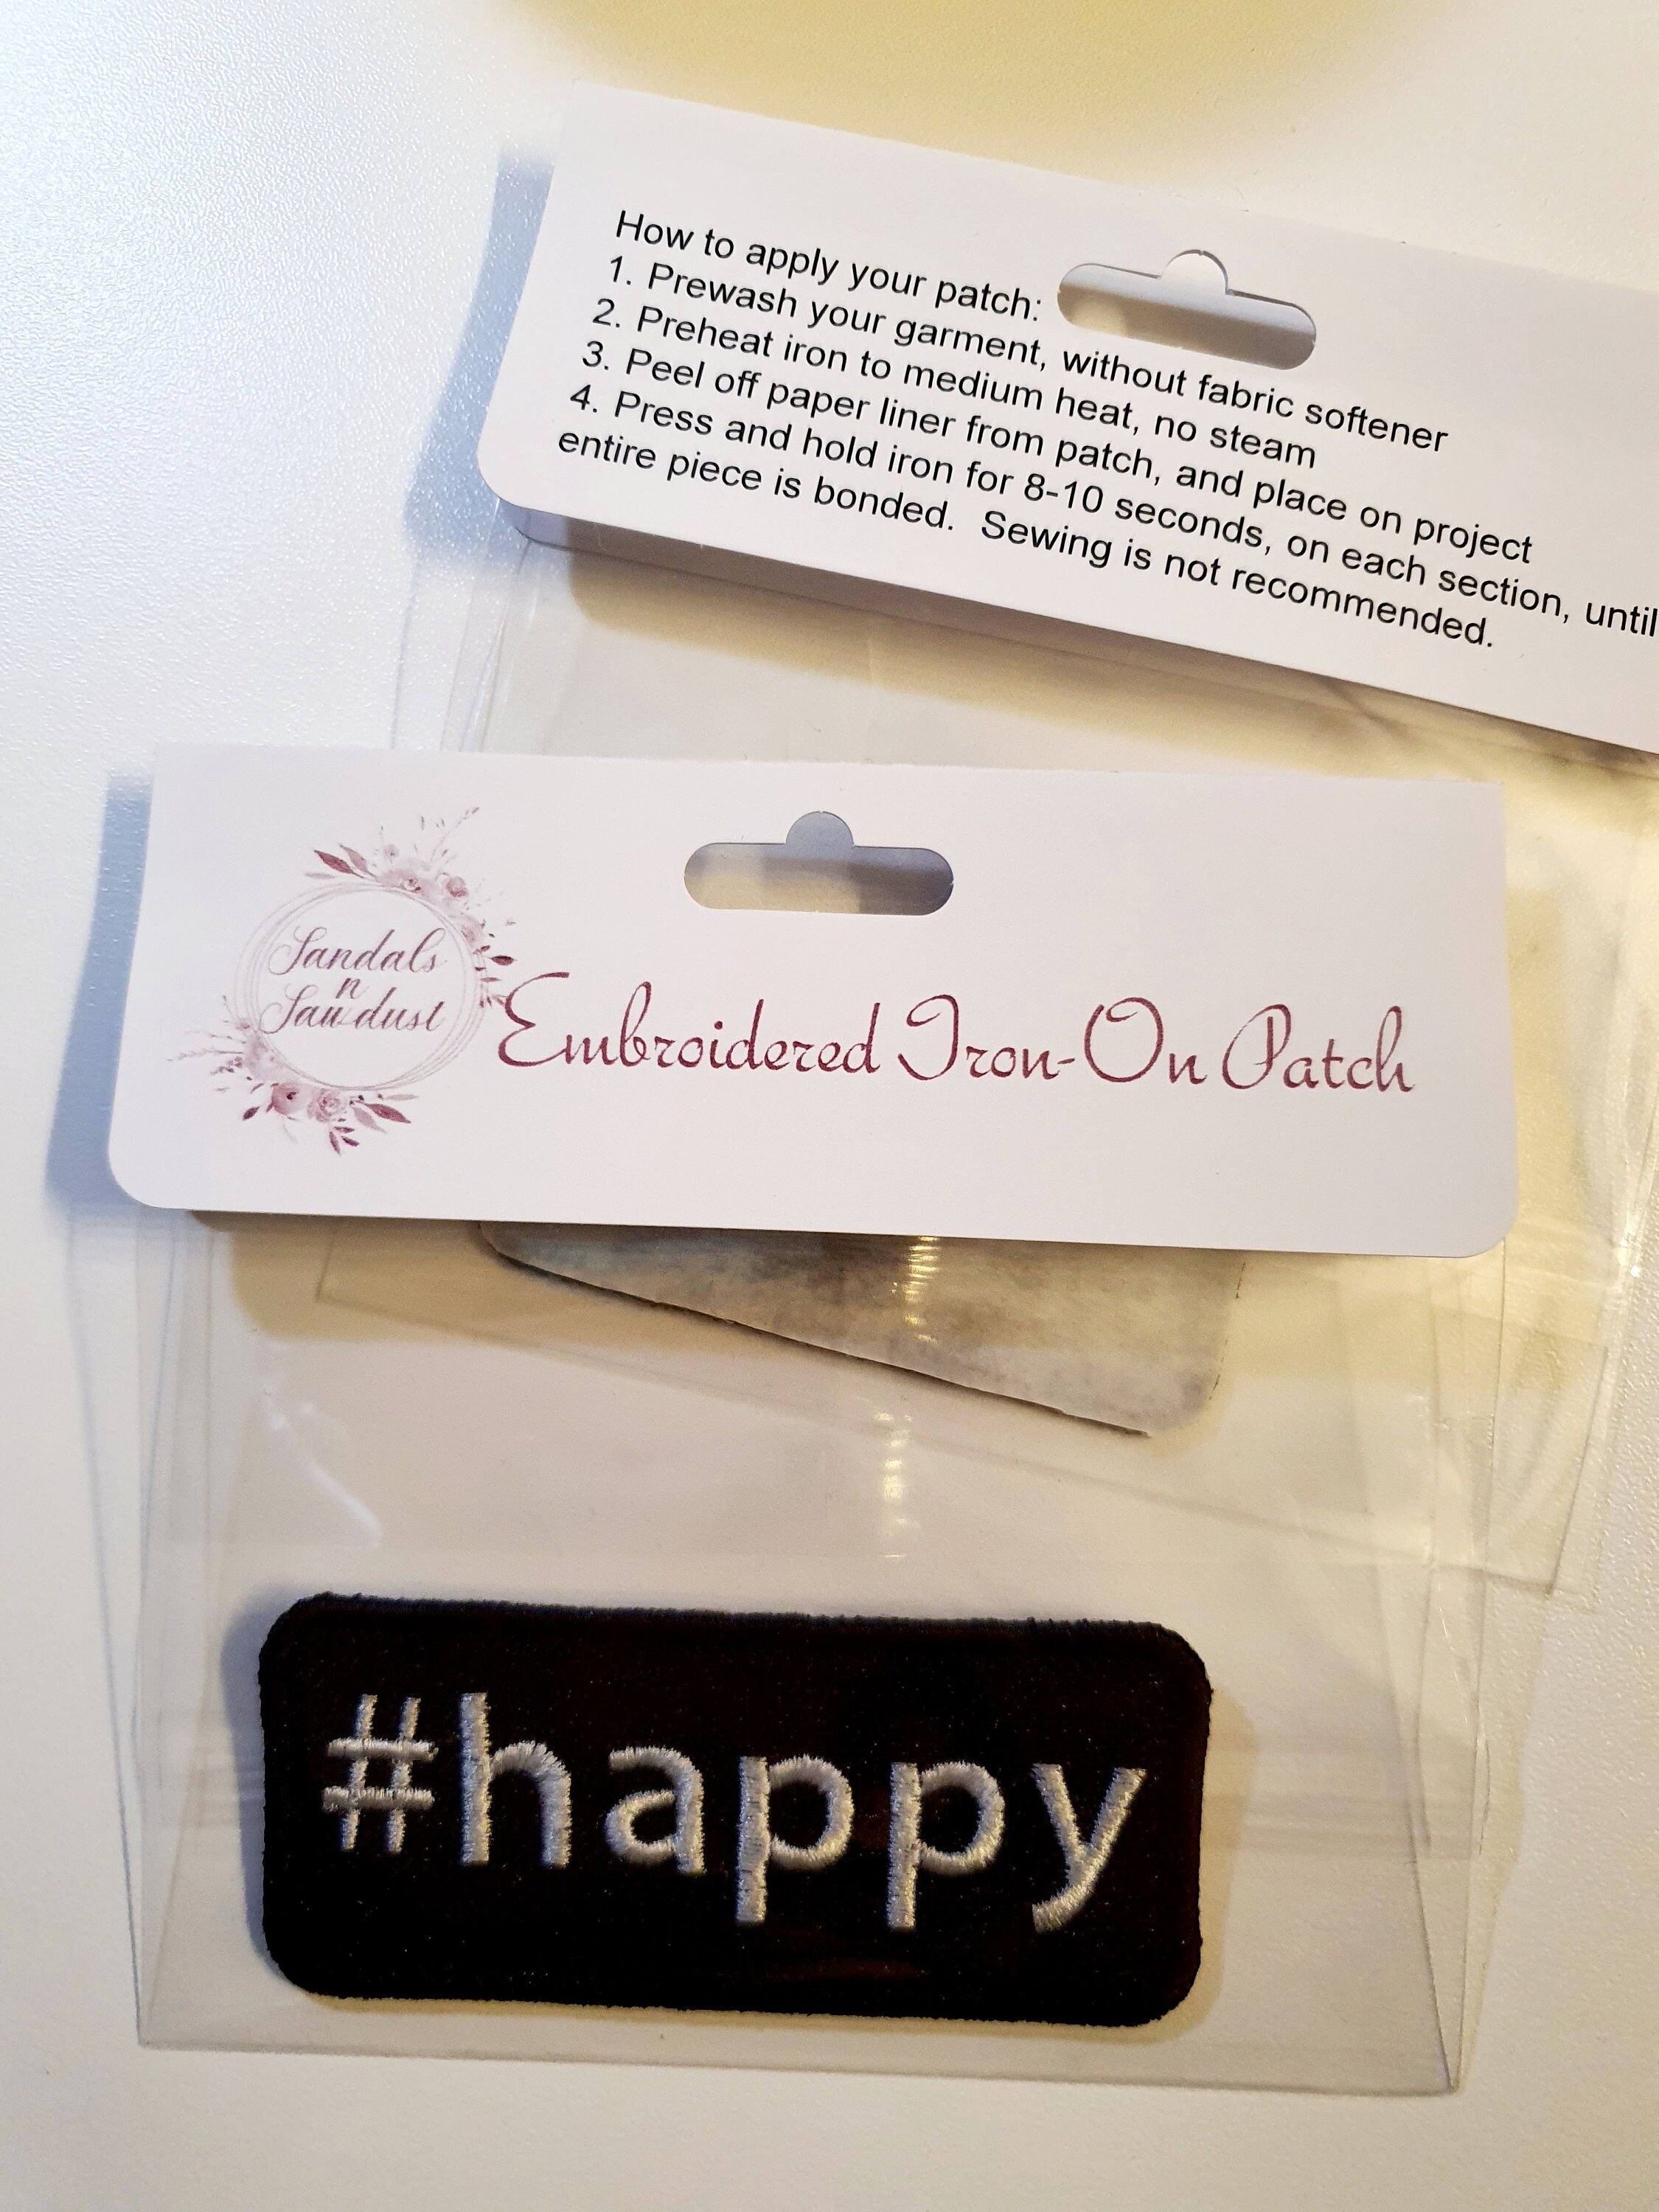 How to apply your patch:
1. Prewash your garment, without fabric softener
2. Preheat iron to medium heat, no steam
3. Peel off paper liner from patch, and place on project
4. Press and hold iron for 8-10 seconds, on each section, until
entire piece is bonded.  Sewing is not recommended.
Sandals
n
Sawdust
Embroidered Iron-On Patch
#happy